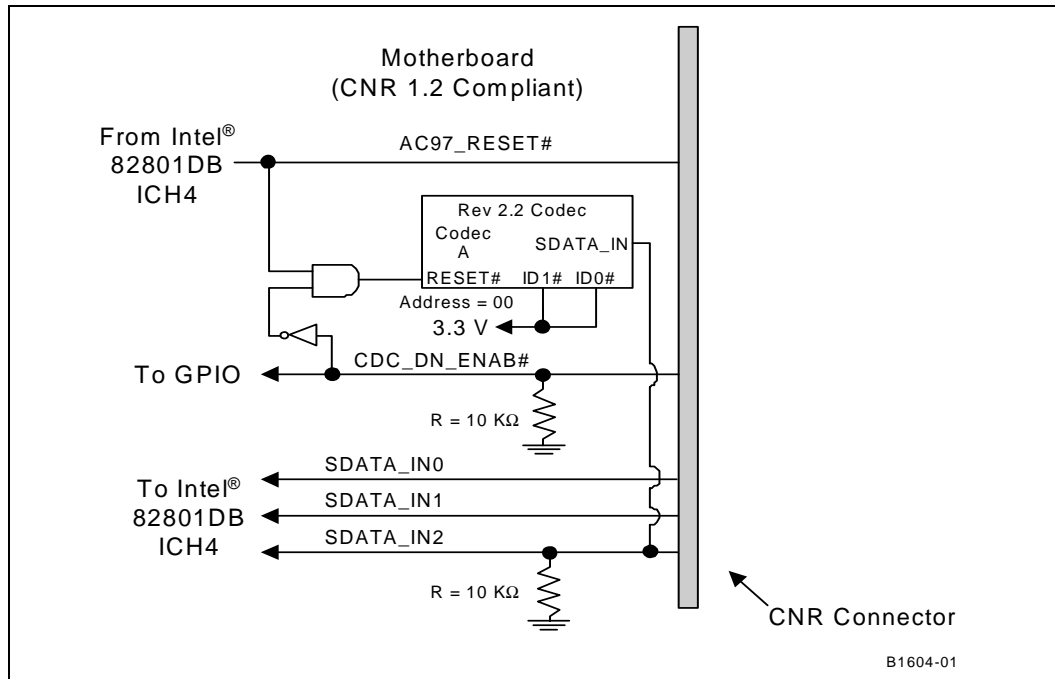 Motherboard
(CNR 1.2 Compliant)
From Intel®
82801DB
ICH4
AC97_RESET#
Rev 2.2 Codec
Codec
A
SDATA_IN
RESET# ID1# ID0#
Address = 00
3.3 V
CDC_DN_ENAB#
To GPIO
R = 10 KΩ
SDATA_IN0
To Intel®
82801DB
ICH4
SDATA_IN1
SDATA_IN2
R = 10 KΩ
CNR Connector
B1604-01